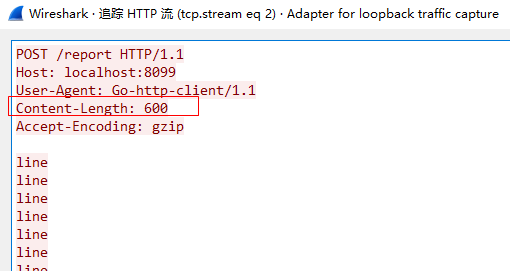 Wireshark · 追踪 HTTP 流 (tcp.stream eq 2) · Adapter for loopback traffic capture
POST /report HTTP/1.1
Host: localhost:8099
User-Agent: Go-http-client/1.1
Content-Length: 600
Accept-Encoding: gzip
line
line
line
line
line
line
line